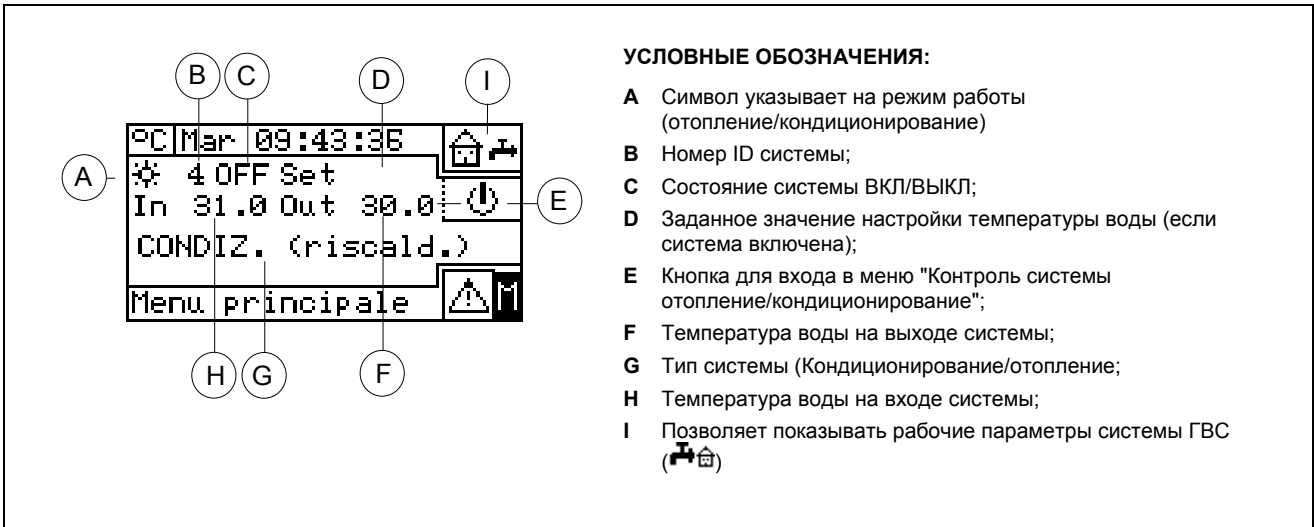 B C D I
°C Mar 09:43:36
A
4 OFF Set
In 31.0 Out 30.0
E
CONDIZ. (riscald.)
Menu principale M
H G F
УСЛОВНЫЕ ОБОЗНАЧЕНИЯ:
A Символ указывает на режим работы
(отопление/кондиционирование)
B Номер ID системы;
C Состояние системы ВКЛ/ВЫКЛ;
D Заданное значение настройки температуры воды (если
система включена);
E Кнопка для входа в меню "Контроль системы
отопление/кондиционирование";
F Температура воды на выходе системы;
G Тип системы (Кондиционирование/отопление;
H Температура воды на входе системы;
I Позволяет показывать рабочие параметры системы ГВС
()